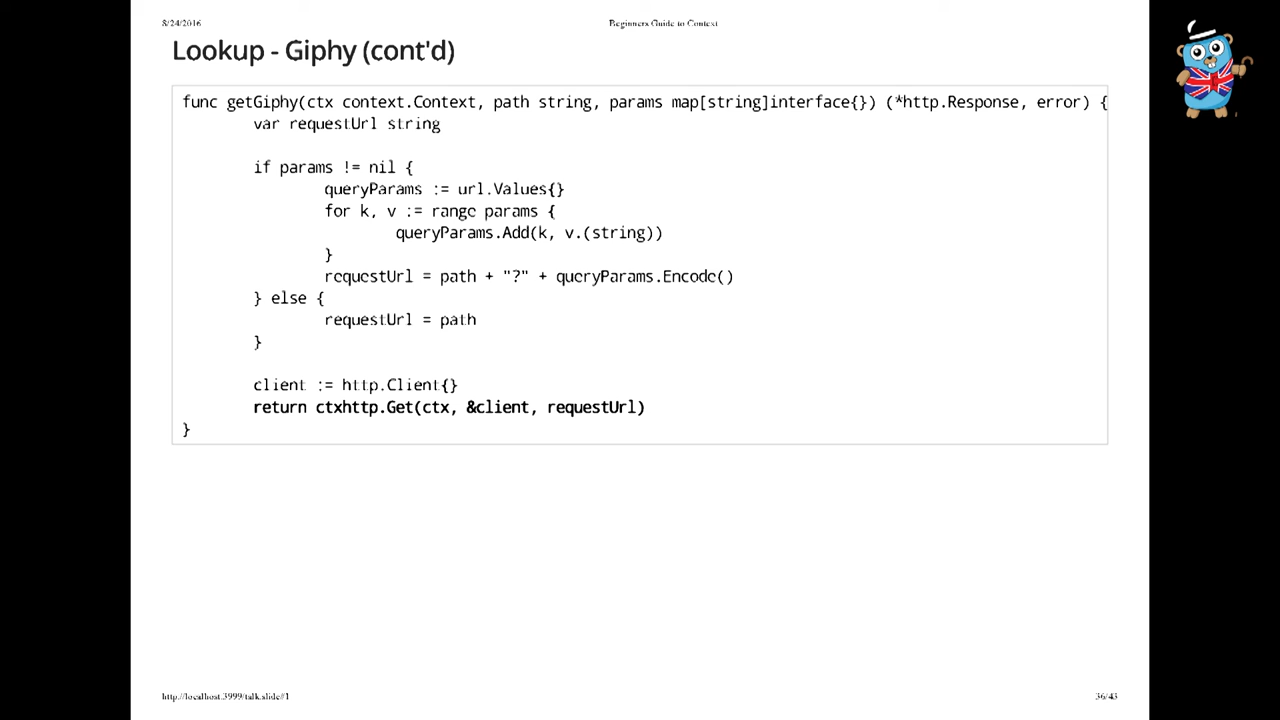 8/24/2016
Beginners Guide to Context
Lookup - Giphy (cont'd)
func getGiphy(ctx context.Context, path string, params map[string]interface{}) (*http.Response, error) {
        var requestUrl string
        if params != nil {
                queryParams := url.Values{}
                for k, v := range params {
                        queryParams.Add(k, v.(string))
                }
                requestUrl = path + "?" + queryParams.Encode()
        } else {
                requestUrl = path
        }
        client := http.Client{}
        return ctxhttp.Get(ctx, &client, requestUrl)
}
http://localhost:3999/talk.slide#1
36/43